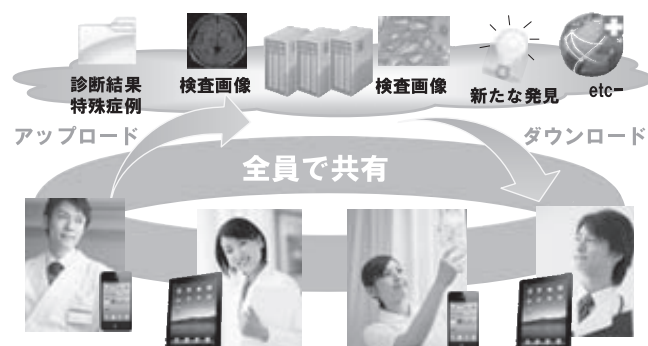 診断結果
特殊症例
検査画像
検査画像
新たな発見
etc−
アップロード
ダウンロード
全員で共有